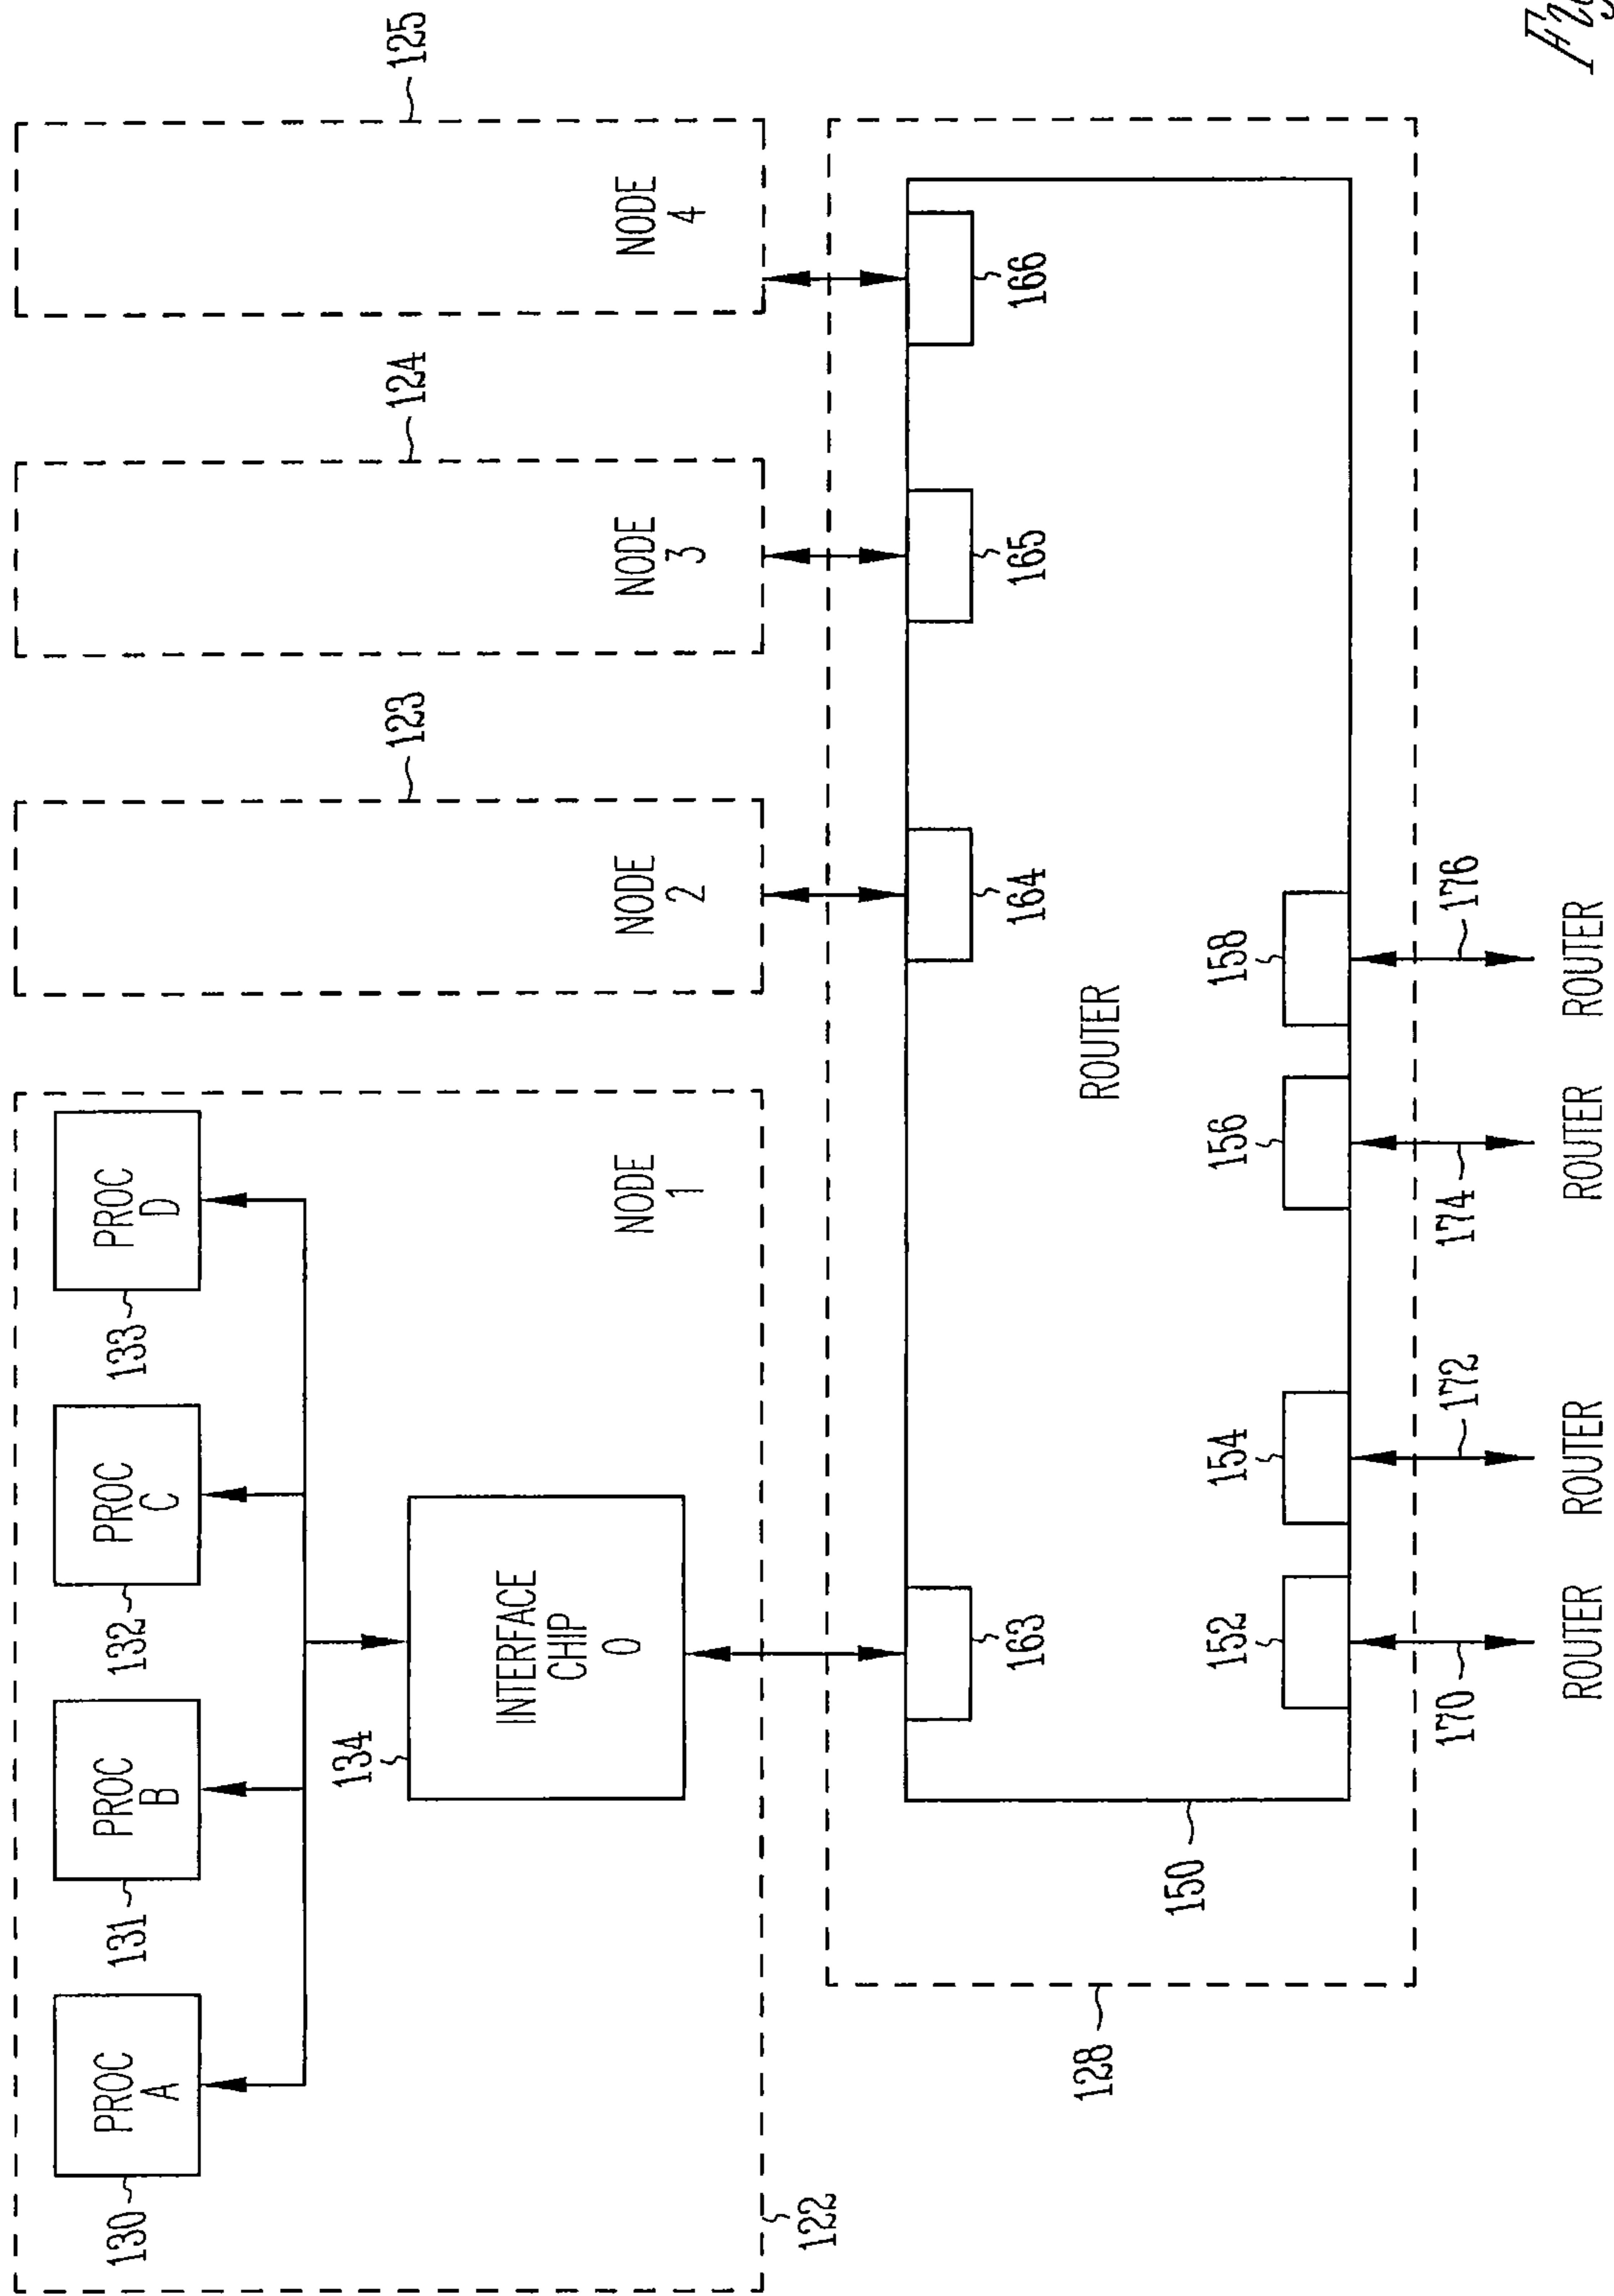 130
PROC
A
131
PROC
B
132
PROC
C
133
PROC
D
134
INTERFACE
CHIP
0
NODE
1
122
123
NODE
2
124
NODE
3
125
NODE
4
128
150
163
164
165
166
ROUTER
152
154
156
158
170
172
174
176
ROUTER
ROUTER
ROUTER
ROUTER